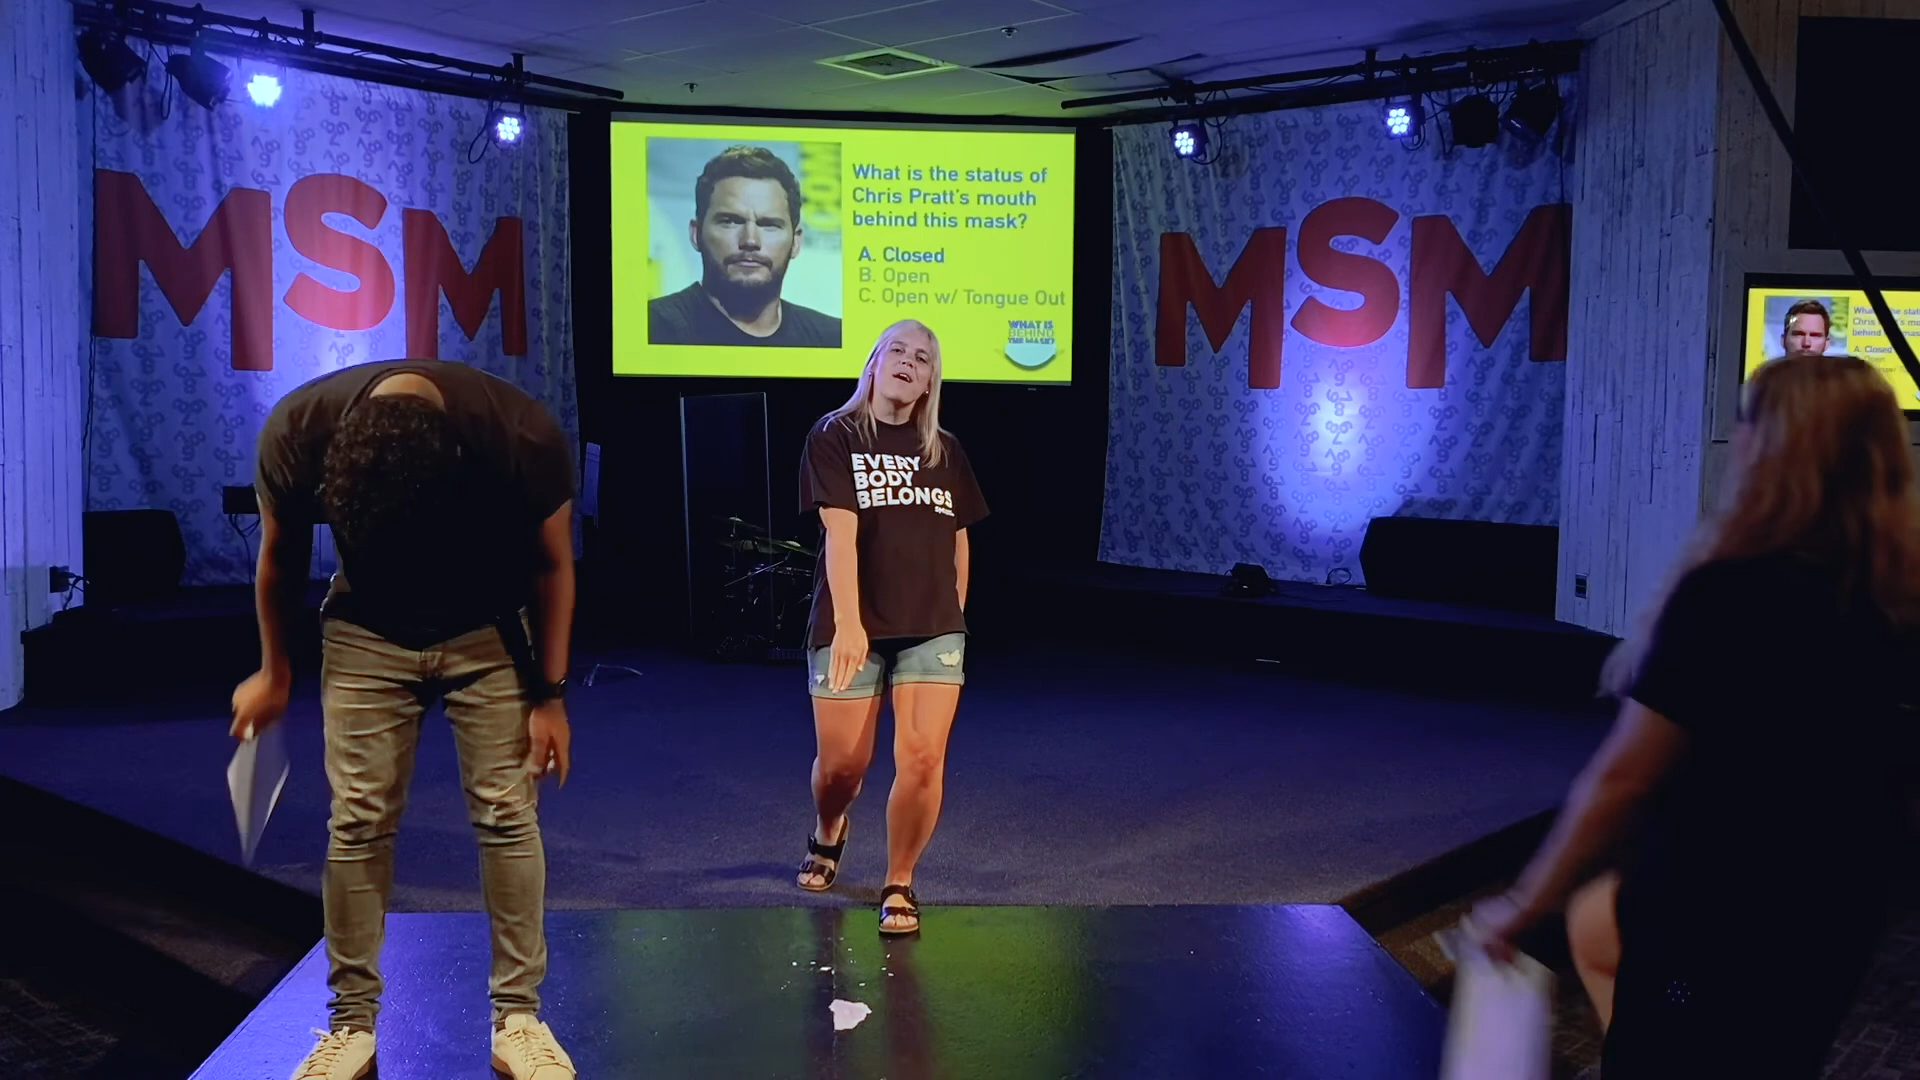 MSM
What is the status of
Chris Pratt's mouth
behind this mask?
A. Closed
B. Open
C. Open w/ Tongue Out
WHAT IS
BEHIND
THE MASK?
MSM
EVERY
BODY
BELONGS
A. Closed